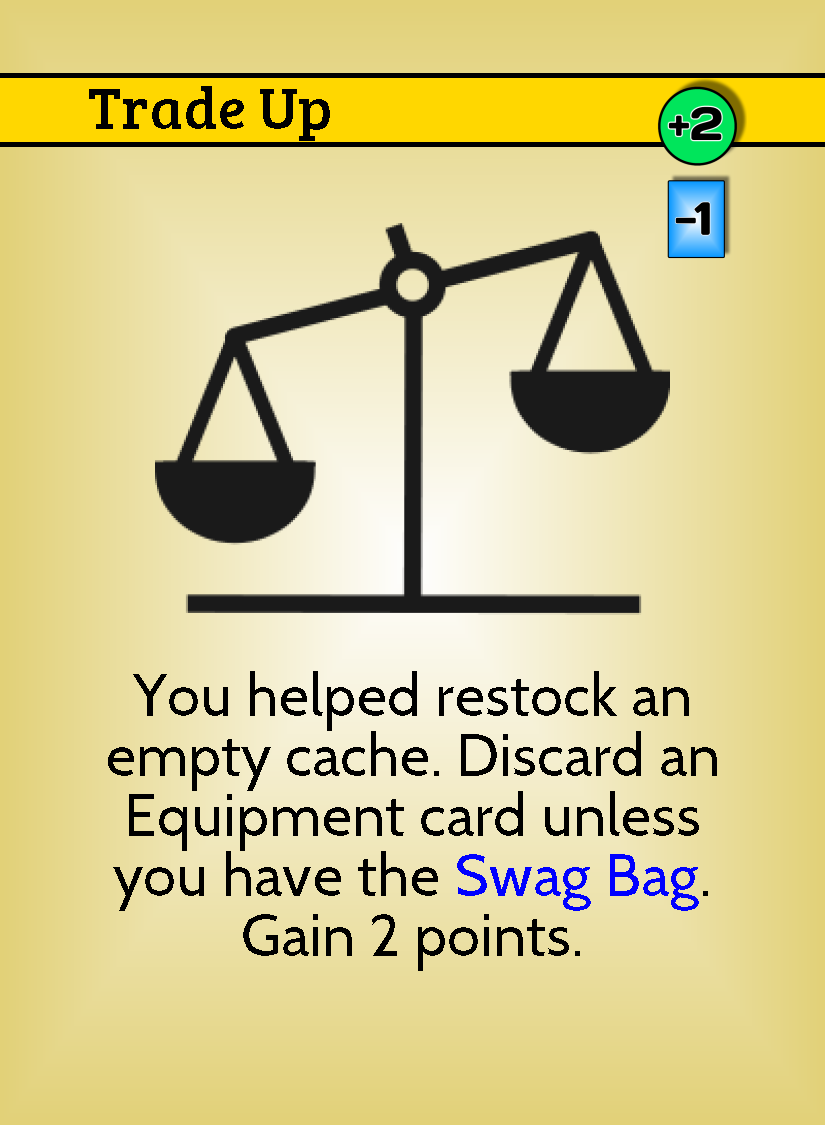 Trade Up
+2
-1
You helped restock an
empty cache. Discard an
Equipment card unless
you have the Swag Bag.
Gain 2 points.